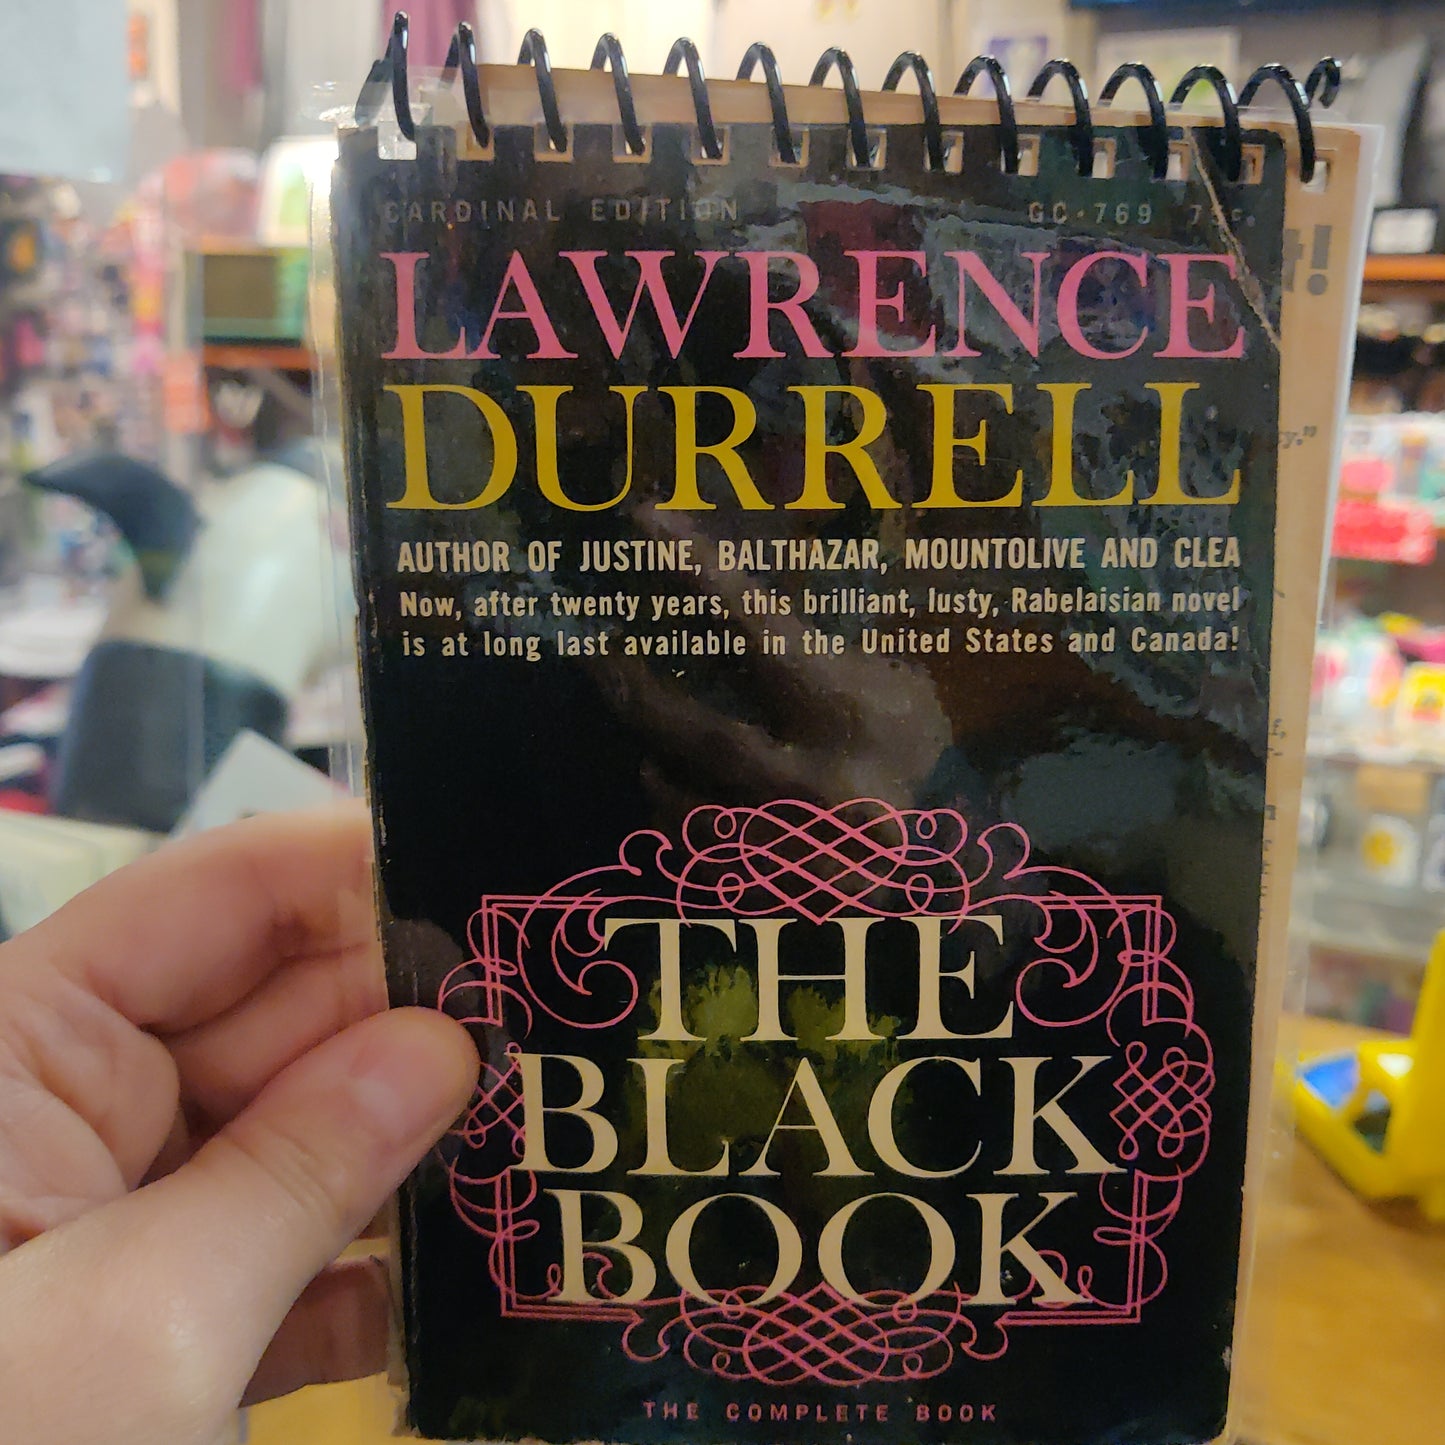 CARDINAL EDITION GC·769 75c
LAWRENCE
DURRELL
AUTHOR OF JUSTINE, BALTHAZAR, MOUNTOLIVE AND CLEA
Now, after twenty years, this brilliant, lusty, Rabelaisian novel
is at long last available in the United States and Canada!
THE
BLACK
BOOK
THE COMPLETE BOOK